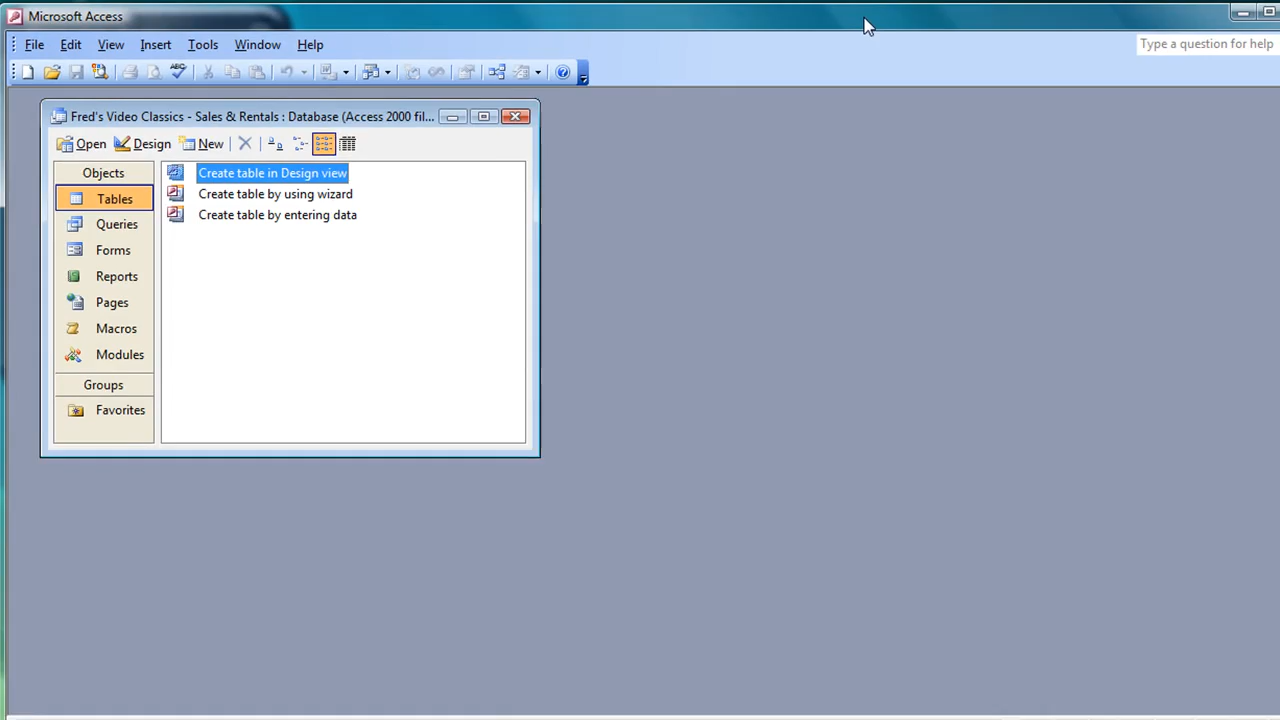 Microsoft Access
File Edit View Insert Tools Window Help
Type a question for help
ABC
Fred's Video Classics - Sales & Rentals : Database (Access 2000 fil...
Open Design New
Objects
Tables
Queries
Forms
Reports
Pages
Macros
Modules
Groups
Favorites
Create table in Design view
Create table by using wizard
Create table by entering data